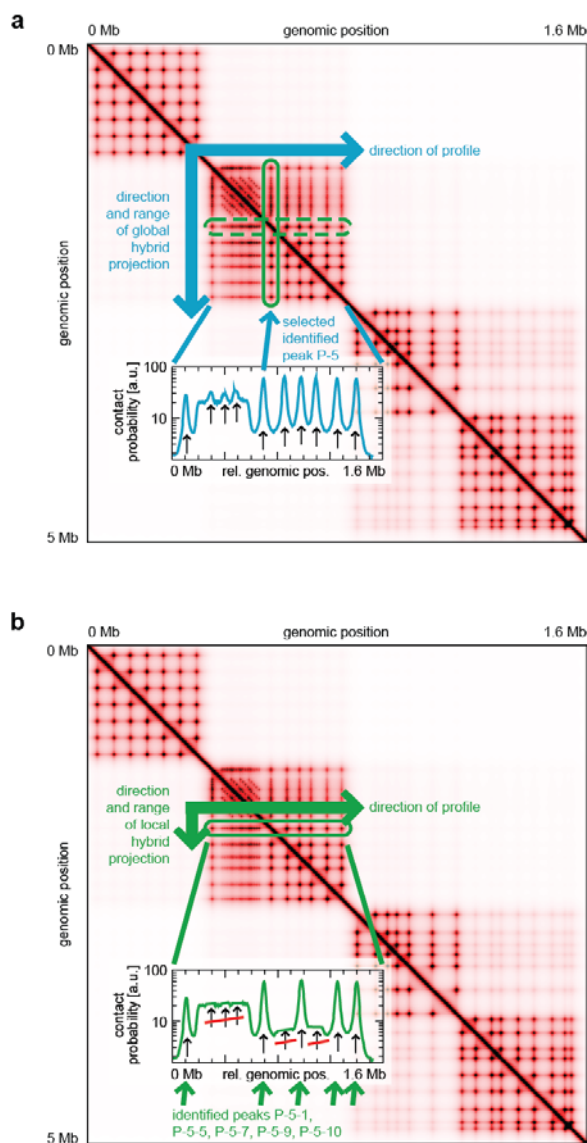 a
genomic position
0 Mb
1.6 Mb
0 Mb
direction of profile
direction
and range
of global
hybrid
projection
genomic position
selected
identified
peak P-5
contact
probability [a.u.]
100
10
0 Mb
rel. genomic pos.
1.6 Mb
5 Mb
b
0 Mb
genomic position
1.6 Mb
0 Mb
direction
and range
of local
hybrid
projection
direction of profile
genomic position
contact
probability [a.u.]
100
10
0 Mb
rel. genomic pos.
1.6 Mb
identified peaks P-5-1,
P-5-5, P-5-7, P-5-9, P-5-10
5 Mb